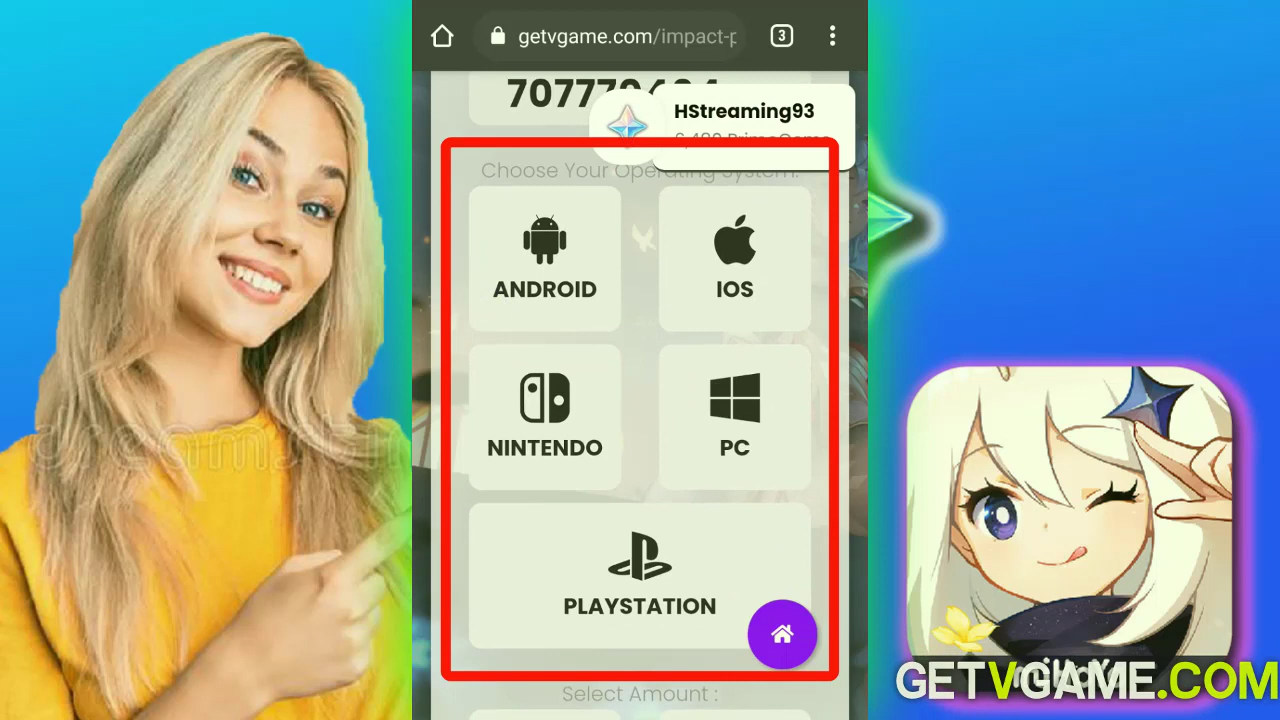 getvgame.com/impact-p
3
HStreaming93
Choose Your Operating System:
ANDROID
IOS
NINTENDO
PC
PLAYSTATION
Select Amount :
GETVGAME.COM